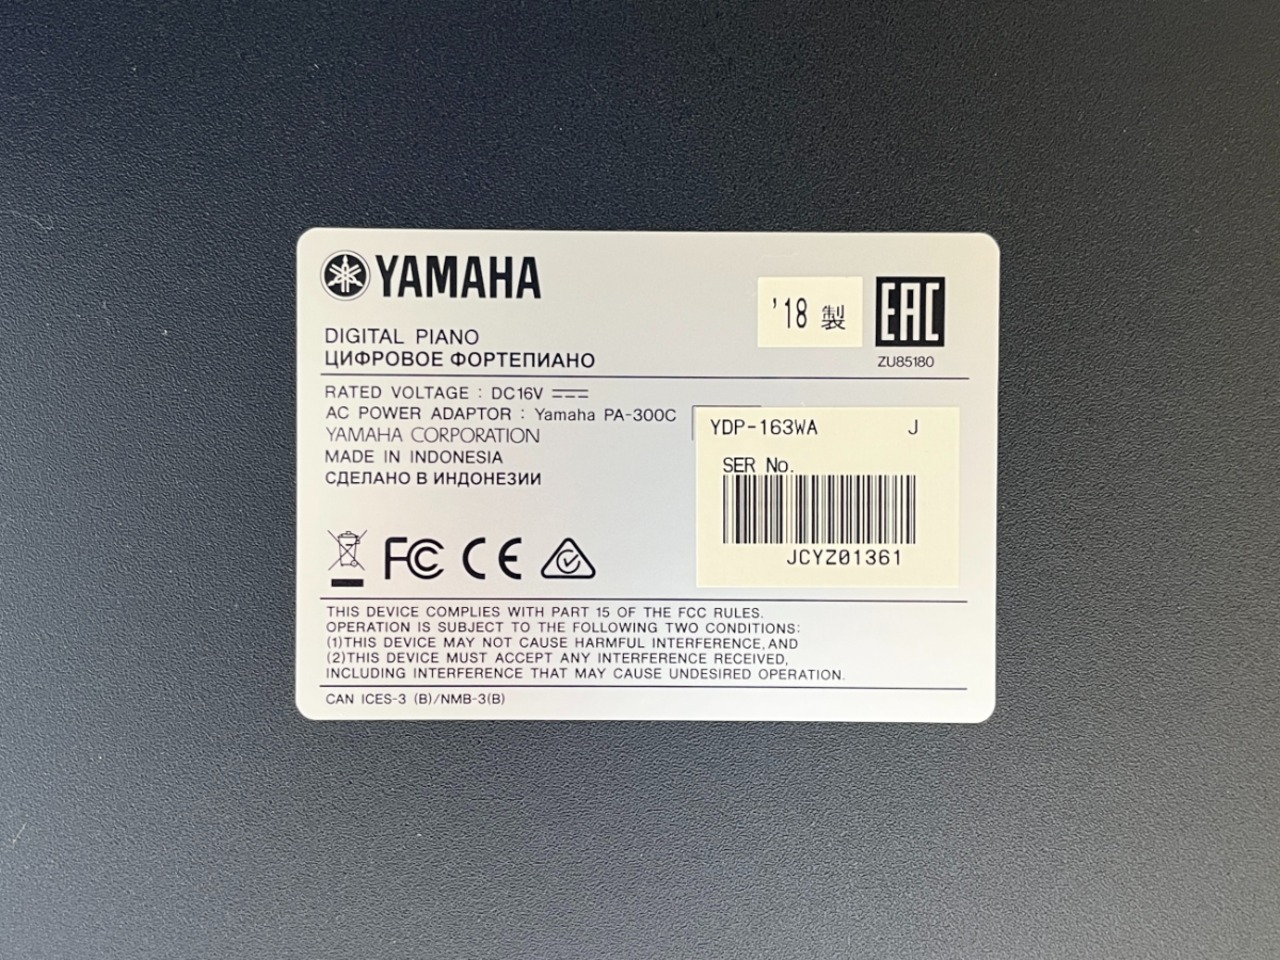 YAMAHA
'18 製
EAC
ZU85180
DIGITAL PIANO
ЦИФРОВОЕ ФОРТЕПИАНО
RATED VOLTAGE : DC16V
AC POWER ADAPTOR : Yamaha PA-300C
YAMAHA CORPORATION
MADE IN INDONESIA
СДЕЛАНО В ИНДОНЕЗИИ
YDP-163WA J
SER No.
JCYZ01361
FC CE
THIS DEVICE COMPLIES WITH PART 15 OF THE FCC RULES.
OPERATION IS SUBJECT TO THE FOLLOWING TWO CONDITIONS:
(1)THIS DEVICE MAY NOT CAUSE HARMFUL INTERFERENCE,AND
(2)THIS DEVICE MUST ACCEPT ANY INTERFERENCE RECEIVED,
INCLUDING INTERFERENCE THAT MAY CAUSE UNDESIRED OPERATION.
CAN ICES-3 (B)/NMB-3(B)